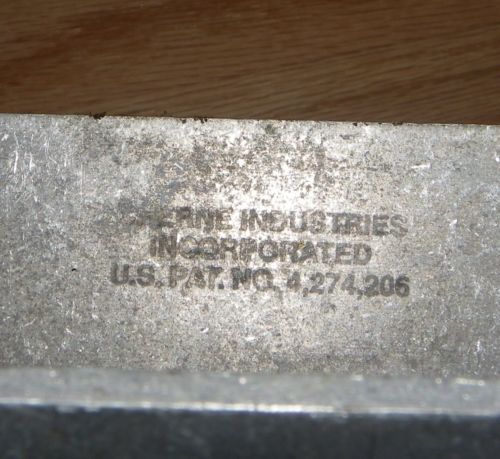 INDUSTRIES
INCORPORATED
U.S. PAT. NO. 4,274,206